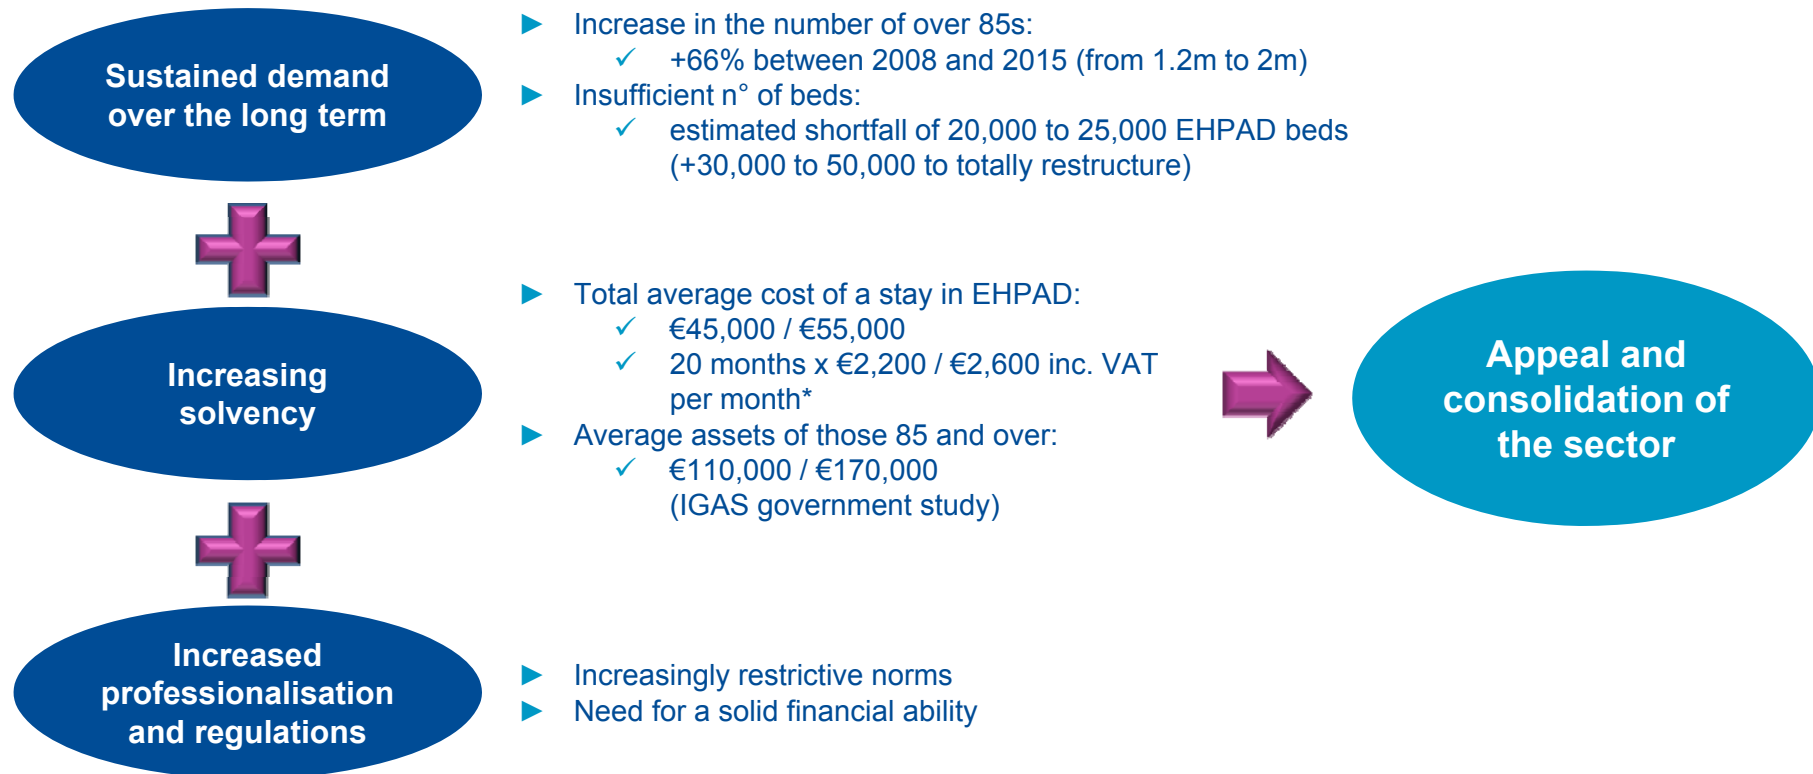 Sustained demand
over the long term
► Increase in the number of over 85s:
✓ +66% between 2008 and 2015 (from 1.2m to 2m)
► Insufficient n° of beds:
✓ estimated shortfall of 20,000 to 25,000 EHPAD beds
(+30,000 to 50,000 to totally restructure)
Increasing
solvency
► Total average cost of a stay in EHPAD:
✓ €45,000 / €55,000
✓ 20 months x €2,200 / €2,600 inc. VAT
per month*
► Average assets of those 85 and over:
✓ €110,000 / €170,000
(IGAS government study)
Increased
professionalisation
and regulations
► Increasingly restrictive norms
► Need for a solid financial ability
Appeal and
consolidation of
the sector